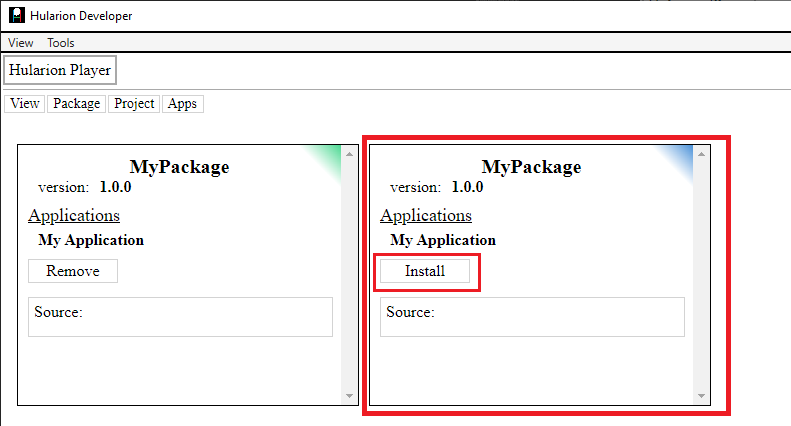 Hularion Developer
View Tools
Hularion Player
View Package Project Apps
MyPackage
version: 1.0.0
Applications
My Application
Remove
Source:
MyPackage
version: 1.0.0
Applications
My Application
Install
Source: